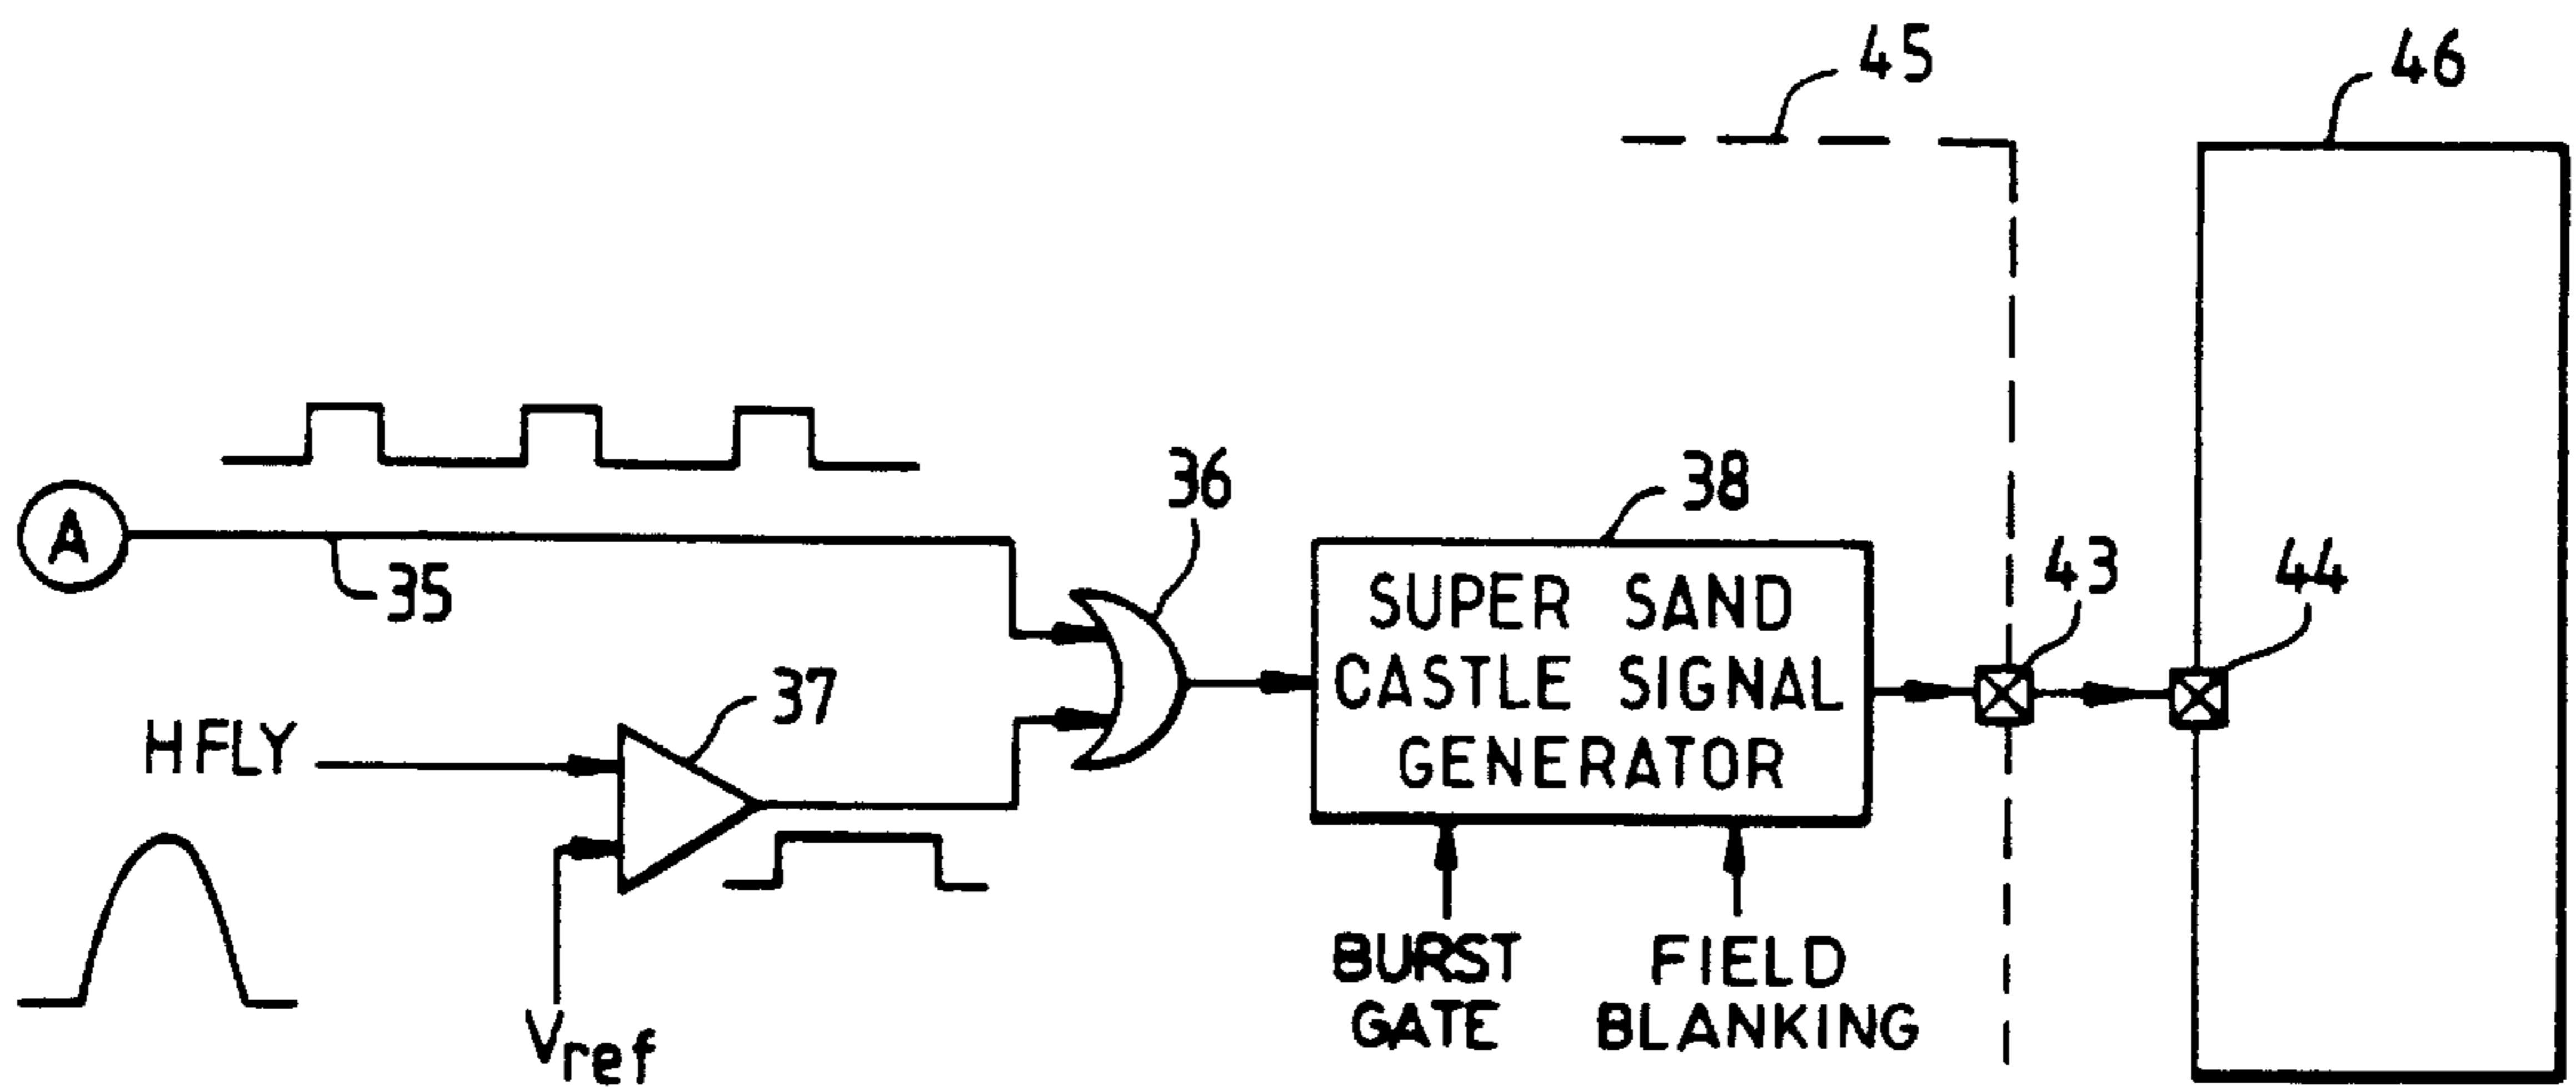 45
46
36
38
A
35
43
44
SUPER SAND
CASTLE SIGNAL
GENERATOR
37
HFLY
BURST
GATE
FIELD
BLANKING
Vref